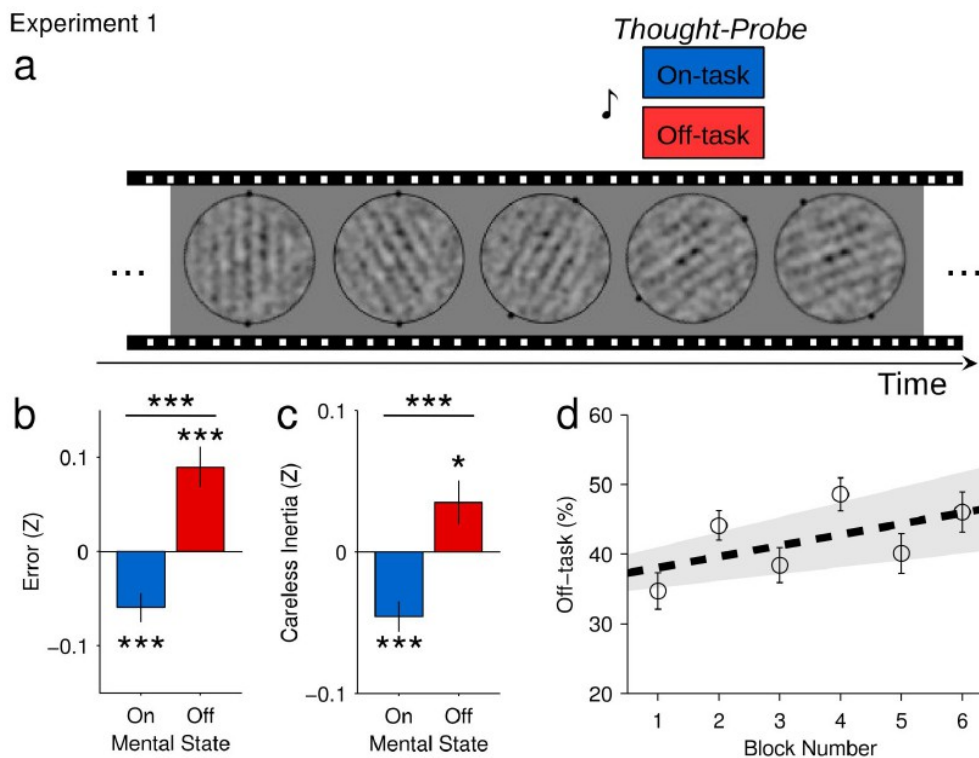 Experiment 1
a
Thought-Probe
♪
On-task
Off-task
...
...
Time
b
***
***
0.1
0
−0.1
***
Error (Z)
On
Off
Mental State
c
0.1
***
*
0
***
−0.1
Careless Inertia (Z)
On
Off
Mental State
d
60
50
40
30
20
Off−task (%)
1
2
3
4
5
6
Block Number